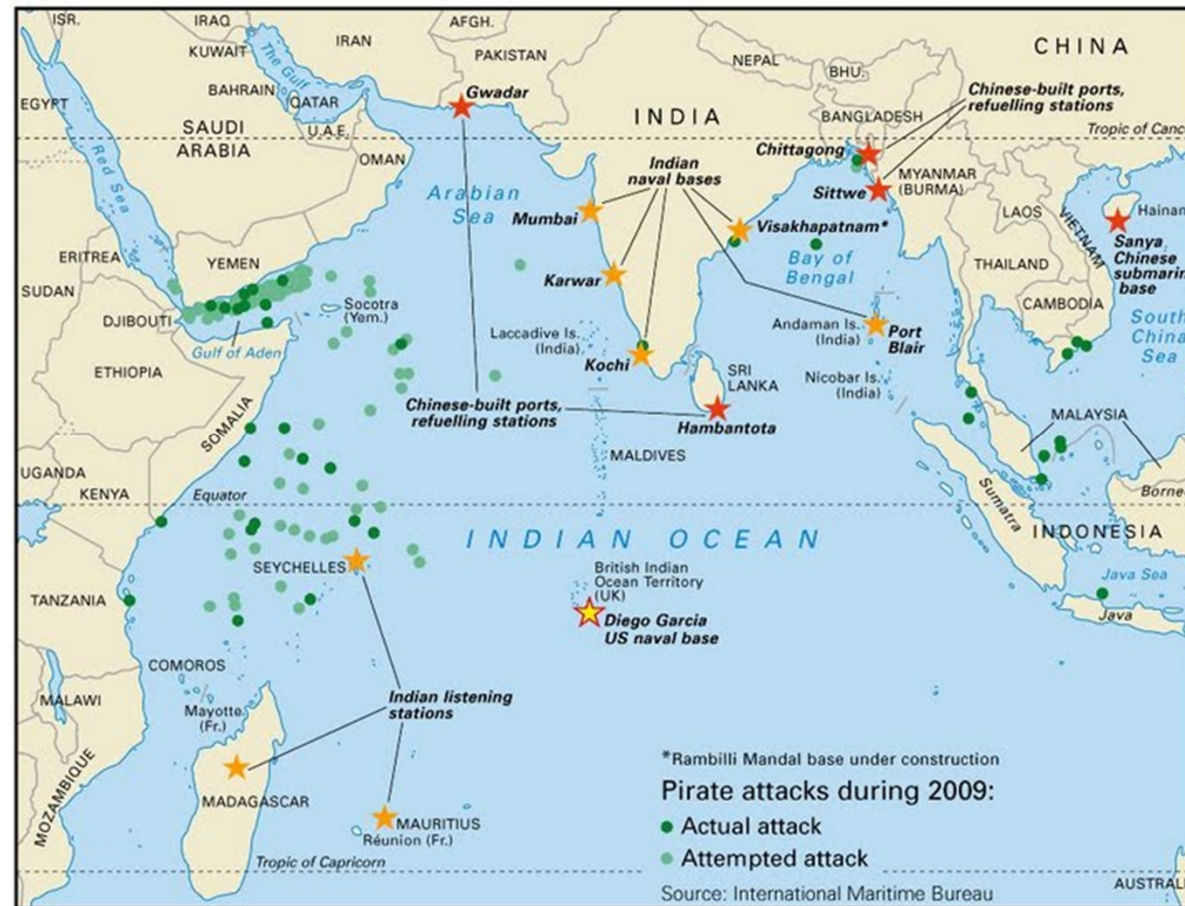 ISR.
IRAQ
IRAN
AFGH.
PAKISTAN
NEPAL
BHU.
CHINA
KUWAIT
The Gulf
BAHRAIN
QATAR
U.A.E.
EGYPT
SAUDI
ARABIA
OMAN
Red Sea
Gwadar
INDIA
BANGLADESH
Chinese-built ports,
refuelling stations
Tropic of Canc
Chittagong
Sittwe
MYANMAR
(BURMA)
LAOS
VIETNAM
Hainan
Sanya
Chinese
submarin
base
THAILAND
CAMBODIA
South
China
Sea
Arabian
Sea
Indian
naval bases
Mumbai
Karwar
Kochi
Visakhapatnam*
Bay of
Bengal
ERITREA
SUDAN
YEMEN
DJIBOUTI
Socotra
(Yem.)
Gulf of Aden
ETHIOPIA
Laccadive Is.
(India)
Andaman Is.
(India)
Port
Blair
Nicobar Is.
(India)
SRI
LANKA
Hambantota
Chinese-built ports,
refuelling stations
MALDIVES
MALAYSIA
SOMALIA
UGANDA
KENYA
Equator
Sumatra
Borne
INDONESIA
INDIAN OCEAN
SEYCHELLES
British Indian
Ocean Territory
(UK)
Diego Garcia
US naval base
Java Sea
Java
TANZANIA
COMOROS
MALAWI
Mayotte
(Fr.)
Indian listening
stations
MOZAMBIQUE
MADAGASCAR
MAURITIUS
Réunion (Fr.)
Tropic of Capricorn
*Rambilli Mandal base under construction
Pirate attacks during 2009:
Actual attack
Attempted attack
Source: International Maritime Bureau
AUSTRAL